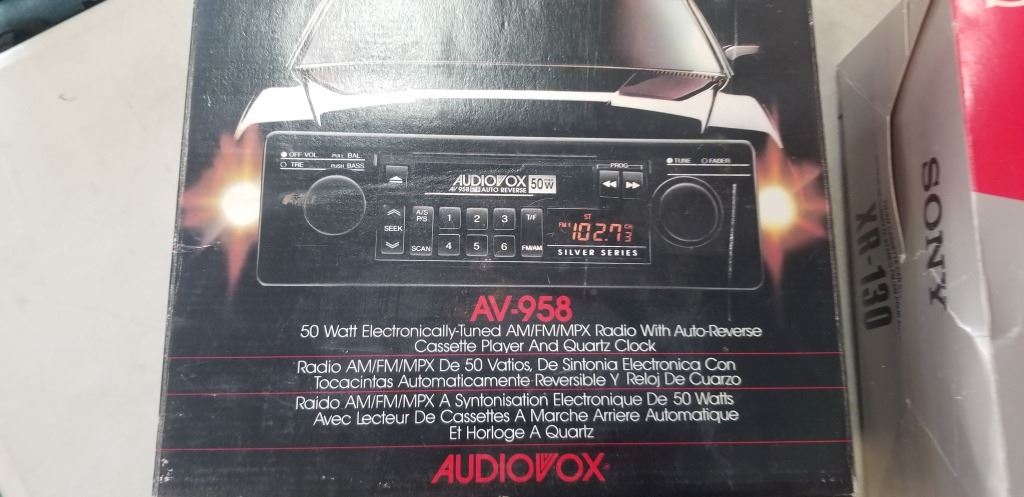 OFF VOL PULL BAL
TRE PUSH BASS
AUDIOVOX 50W
AV 958 AUTO REVERSE
PROG
TUNE FADER
SEEK
A/S
P/S
SCAN
1 2 3
4 5 6
T/F
FM/AM
ST
FM1 102.7 CH 3
SILVER SERIES
AV-958
50 Watt Electronically-Tuned AM/FM/MPX Radio With Auto-Reverse
Cassette Player And Quartz Clock
Radio AM/FM/MPX De 50 Vatios, De Sintonia Electronica Con
Tocacintas Automaticamente Reversible Y Reloj De Cuarzo
Raido AM/FM/MPX A Syntonisation Electronique De 50 Watts
Avec Lecteur De Cassettes A Marche Arriere Automatique
Et Horloge A Quartz
AUDIOVOX
SONY
XR-130